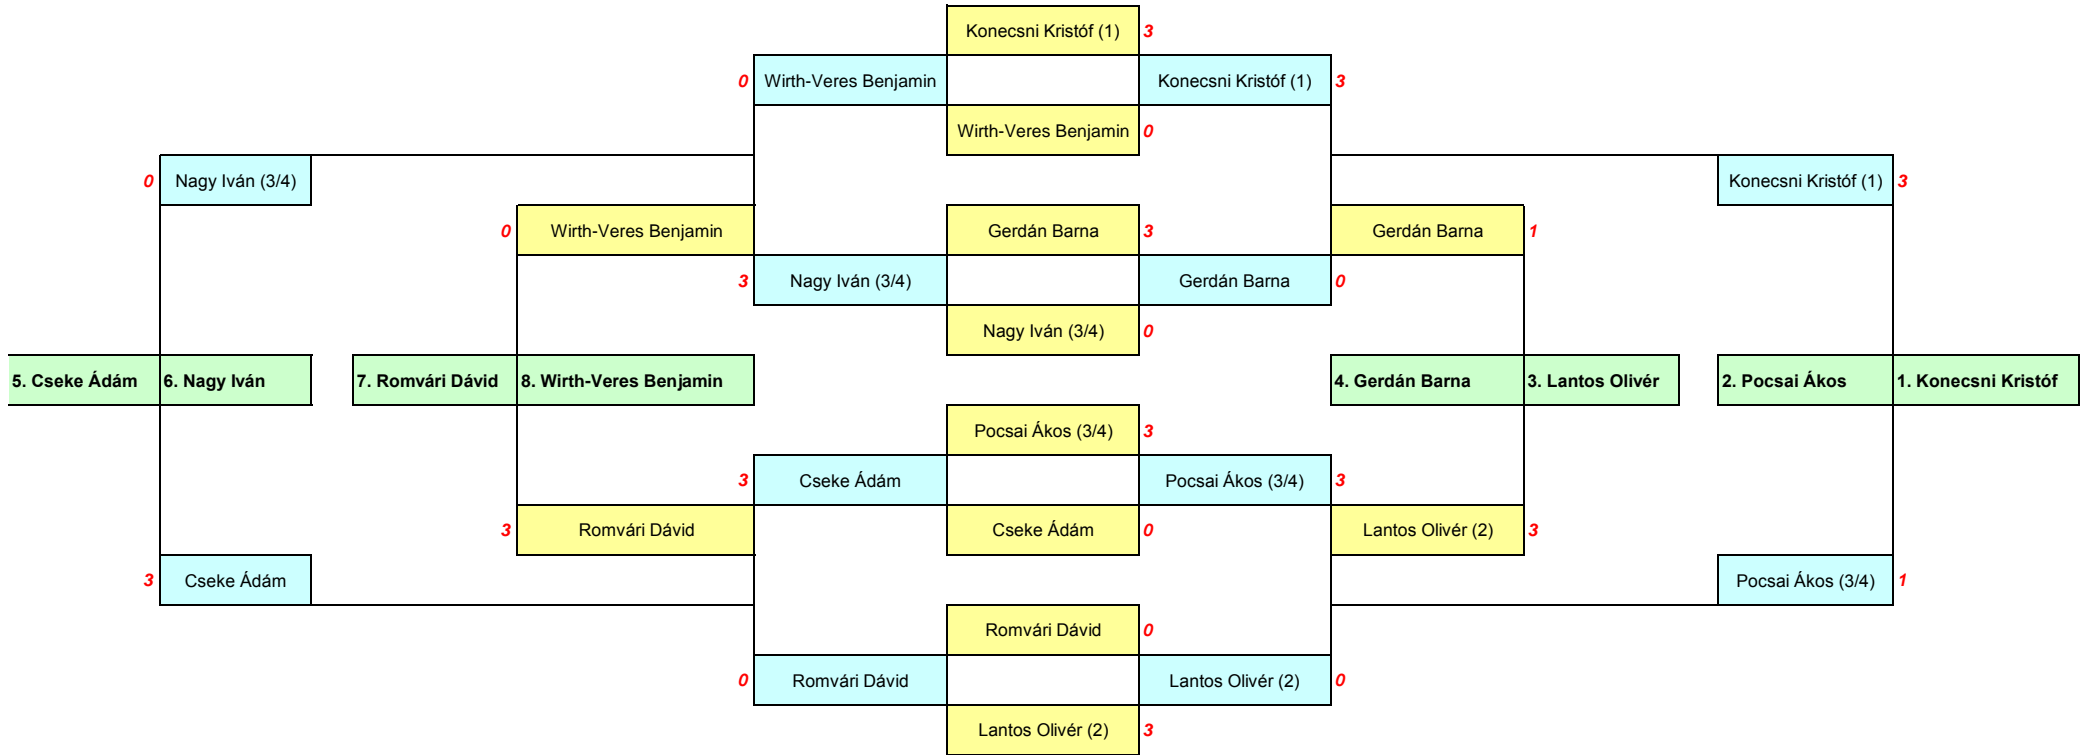 Konecsni Kristóf (1) 3
0 Wirth-Veres Benjamin Konecsni Kristóf (1) 3
Wirth-Veres Benjamin 0
0 Nagy Iván (3/4) Konecsni Kristóf (1) 3
0 Wirth-Veres Benjamin Gerdán Barna 3 Gerdán Barna 1
3 Nagy Iván (3/4) Gerdán Barna 0
Nagy Iván (3/4) 0
5. Cseke Ádám 6. Nagy Iván 7. Romvári Dávid 8. Wirth-Veres Benjamin 4. Gerdán Barna 3. Lantos Olivér 2. Pocsai Ákos 1. Konecsni Kristóf
Pocsai Ákos (3/4) 3
3 Cseke Ádám Pocsai Ákos (3/4) 3
3 Romvári Dávid Cseke Ádám 0 Lantos Olivér (2) 3
3 Cseke Ádám Pocsai Ákos (3/4) 1
Romvári Dávid 0
0 Romvári Dávid Lantos Olivér (2) 0
Lantos Olivér (2) 3